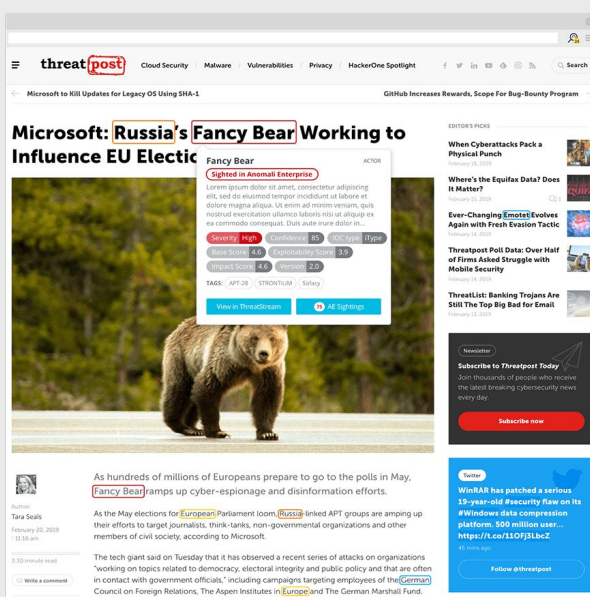 threatpost
Cloud Security / Malware / Vulnerabilities / Privacy / HackerOne Spotlight
Search
Microsoft to Kill Updates for Legacy OS Using SHA-1
GitHub Increases Rewards, Scope For Bug-Bounty Program
Microsoft: Russia's Fancy Bear Working to
Influence EU Electio
Fancy Bear
ACTOR
Sighted in Anomali Enterprise
Lorem ipsum dolor sit amet, consectetur adipiscing
elit, sed do eiusmod tempor incididunt ut labore et
dolore magna aliqua. Ut enim ad minim veniam, quis
nostrud exercitation ullamco laboris nisi ut aliquip ex
ea commodo consequat. Duis aute irure dolor in...
Severity High Confidence 85 IOC type iType
Base Score 4.6 Exploitability Score 3.9
Impact Score 4.6 Version 2.0
TAGS: APT-28 STRONTIUM Sofacy
View in ThreatStream
75 AE Sightings
As hundreds of millions of Europeans prepare to go to the polls in May,
Fancy Bear ramps up cyber-espionage and disinformation efforts.
Author:
Tara Seals
February 20, 2019
11:16 am
3:30 minute read
Write a comment
As the May elections for European Parliament loom, Russia-linked APT groups are amping up
their efforts to target journalists, think-tanks, non-governmental organizations and other
members of civil society, according to Microsoft.
The tech giant said on Tuesday that it has observed a recent series of attacks on organizations
"working on topics related to democracy, electoral integrity and public policy and that are often
in contact with government officials," including campaigns targeting employees of the German
Council on Foreign Relations, The Aspen Institutes in Europe and The German Marshall Fund.
EDITOR'S PICKS
When Cyberattacks Pack a
Physical Punch
February 18, 2019
Where's the Equifax Data? Does
It Matter?
February 15, 2019
1
Ever-Changing Emotet Evolves
Again with Fresh Evasion Tactic
February 14, 2019
Threatpost Poll Data: Over Half
of Firms Asked Struggle with
Mobile Security
February 14, 2019
ThreatList: Banking Trojans Are
Still The Top Big Bad for Email
February 13, 2019
Newsletter
Subscribe to Threatpost Today
Join thousands of people who receive
the latest breaking cybersecurity news
every day.
Subscribe now
Twitter
WinRAR has patched a serious
19-year-old #security flaw on its
#Windows data compression
platform. 500 million user...
https://t.co/11OFj3LbcZ
46 mins ago
Follow @threatpost